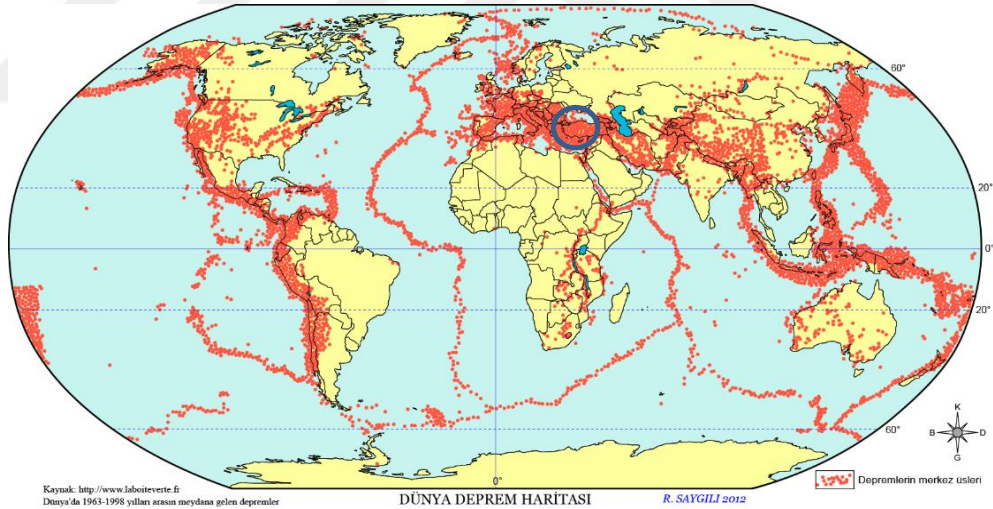 60°
20°
0°
20°
60°
K
B D
G
0°
Depremlerin merkez üsleri
Kaynak: http://www.laboiteverte.fr
Dünya'da 1963-1998 yılları arasın meydana gelen depremler
DÜNYA DEPREM HARİTASI
R. SAYGILI 2012